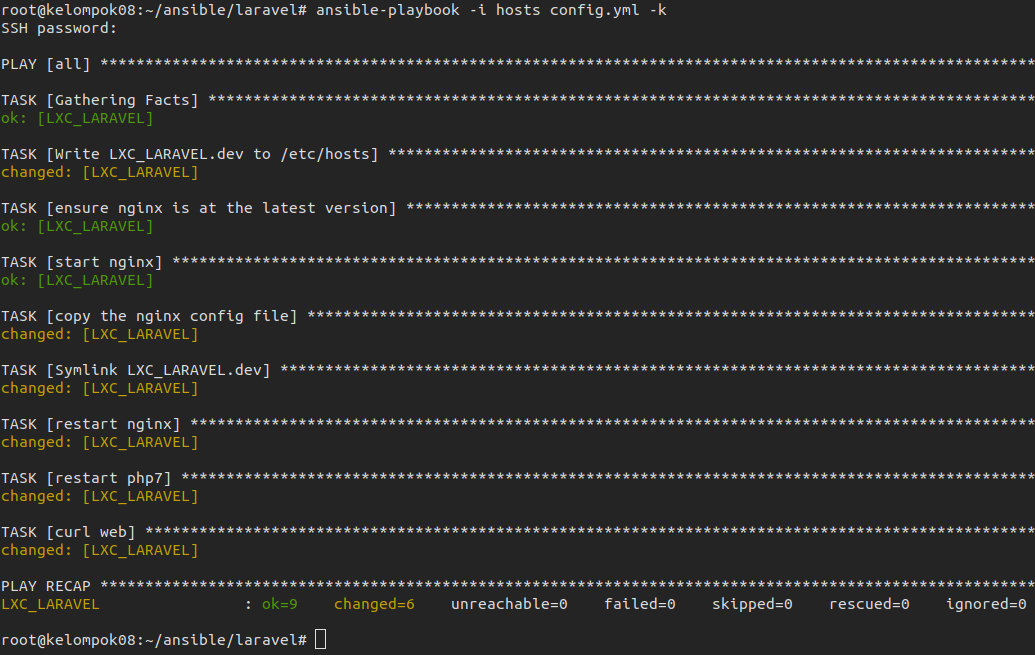 root@kelompok08:~/ansible/laravel# ansible-playbook -i hosts config.yml -k
SSH password:
PLAY [all] *********************************************************************************************************
TASK [Gathering Facts] *********************************************************************************************
ok: [LXC_LARAVEL]
TASK [Write LXC_LARAVEL.dev to /etc/hosts] *************************************************************************
changed: [LXC_LARAVEL]
TASK [ensure nginx is at the latest version] ***********************************************************************
ok: [LXC_LARAVEL]
TASK [start nginx] *************************************************************************************************
ok: [LXC_LARAVEL]
TASK [copy the nginx config file] **********************************************************************************
changed: [LXC_LARAVEL]
TASK [Symlink LXC_LARAVEL.dev] *************************************************************************************
changed: [LXC_LARAVEL]
TASK [restart nginx] ***********************************************************************************************
changed: [LXC_LARAVEL]
TASK [restart php7] ************************************************************************************************
changed: [LXC_LARAVEL]
TASK [curl web] ****************************************************************************************************
changed: [LXC_LARAVEL]
PLAY RECAP *********************************************************************************************************
LXC_LARAVEL                : ok=9    changed=6    unreachable=0    failed=0    skipped=0    rescued=0    ignored=0
root@kelompok08:~/ansible/laravel#